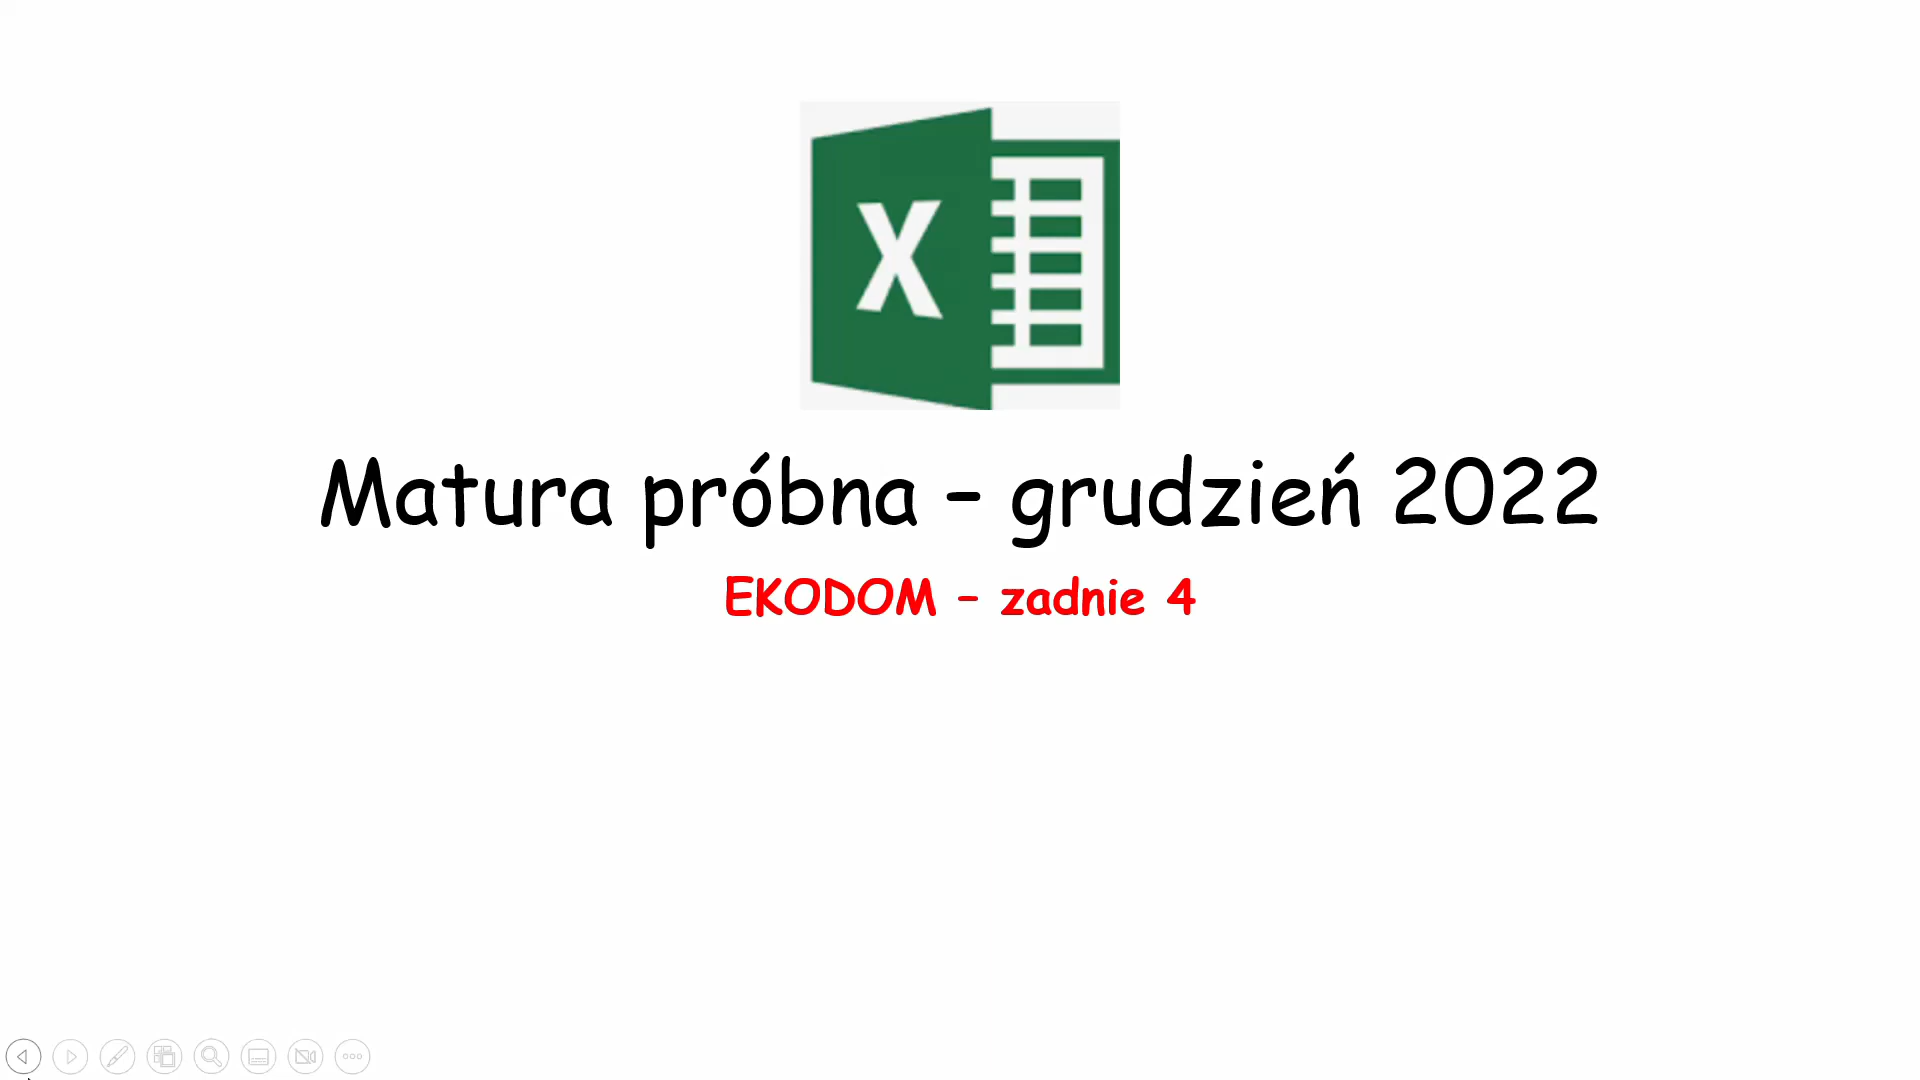 X
Matura próbna – grudzień 2022
EKODOM – zadnie 4